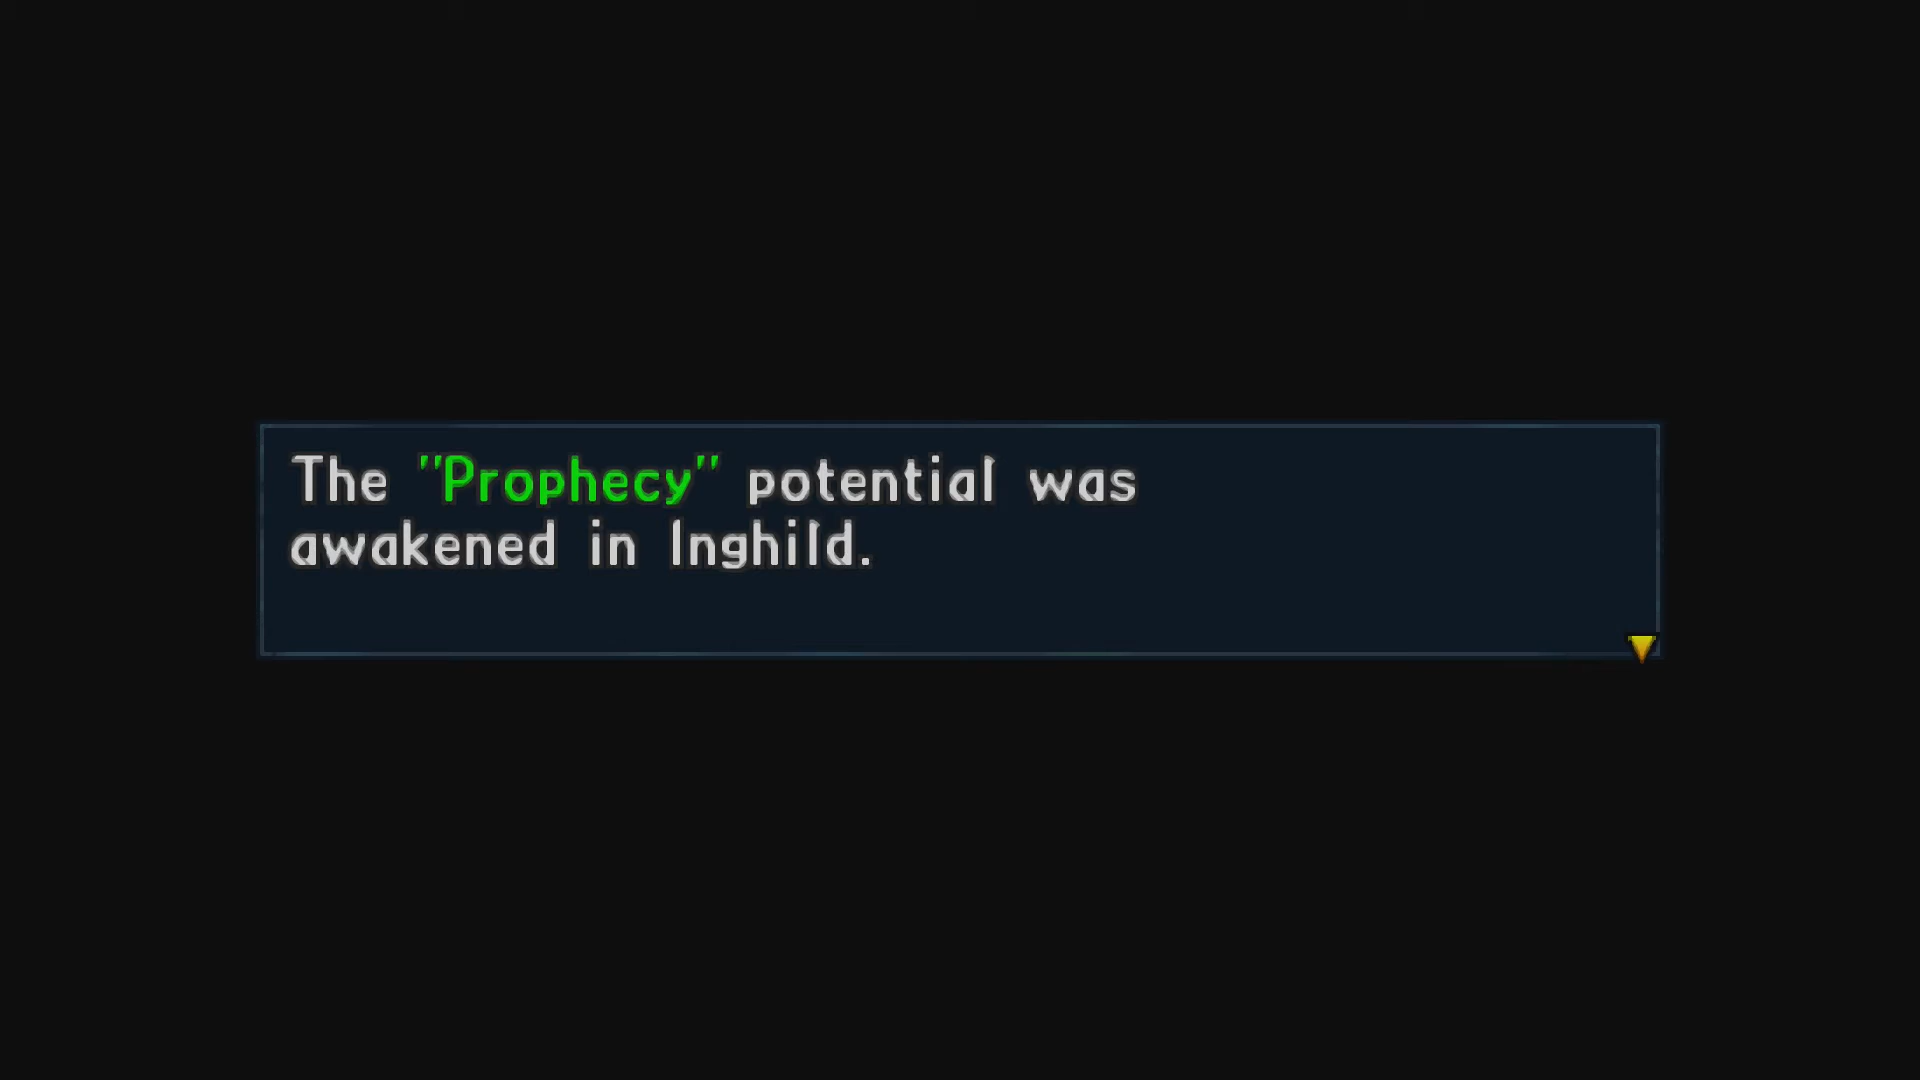 The "Prophecy" potential was
awakened in Inghild.